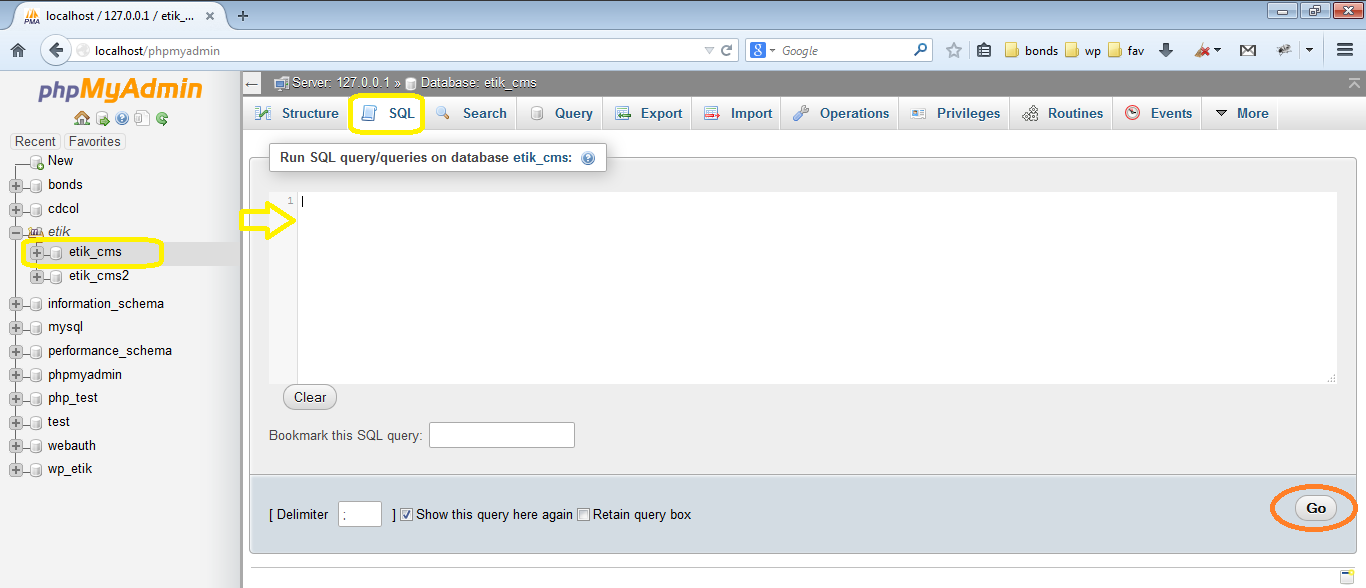 localhost / 127.0.0.1 / etik_...
localhost/phpmyadmin
Google
bonds
wp
fav
phpMyAdmin
Recent
Favorites
New
bonds
cdcol
etik
etik_cms
etik_cms2
information_schema
mysql
performance_schema
phpmyadmin
php_test
test
webauth
wp_etik
Server: 127.0.0.1 » Database: etik_cms
Structure
SQL
Search
Query
Export
Import
Operations
Privileges
Routines
Events
More
Run SQL query/queries on database etik_cms:
1
Clear
Bookmark this SQL query:
[ Delimiter ; ] Show this query here again Retain query box
Go